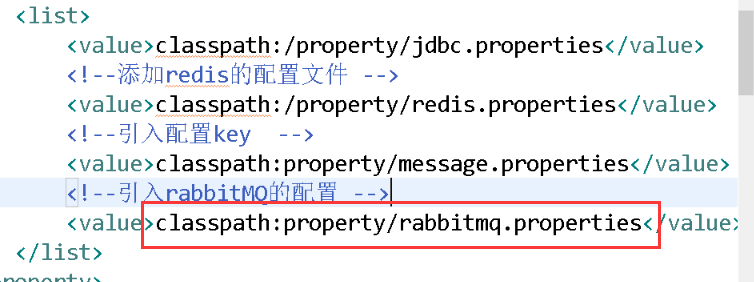 <list>
<value>classpath:/property/jdbc.properties</value>
<!--添加redis的配置文件 -->
<value>classpath:/property/redis.properties</value>
<!--引入配置key  -->
<value>classpath:property/message.properties</value>
<!--引入rabbitMQ的配置 -->
<value>classpath:property/rabbitmq.properties</value>
</list>
property>